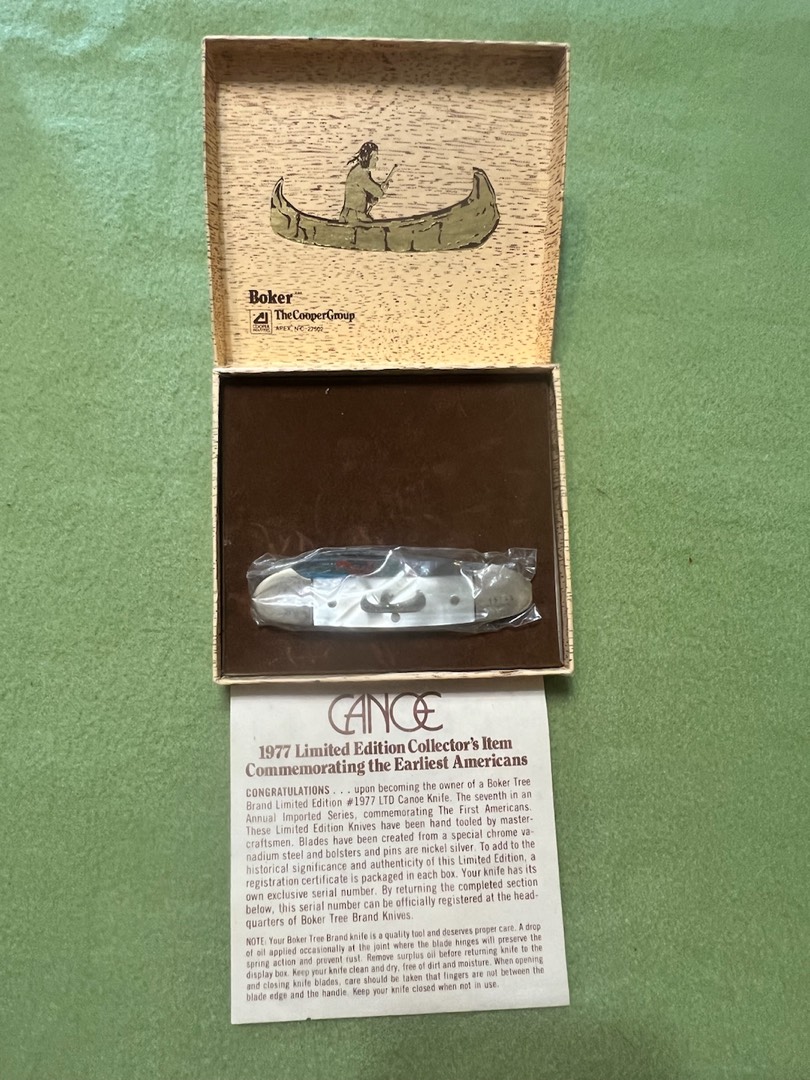 Boker
TheCooperGroup
COOPER
INDUSTRIES
APEX, N.C. 27502
CANOE
1977 Limited Edition Collector's Item
Commemorating the Earliest Americans
CONGRATULATIONS . . . upon becoming the owner of a Boker Tree
Brand Limited Edition #1977 LTD Canoe Knife. The seventh in an
Annual Imported Series, commemorating The First Americans.
These Limited Edition Knives have been hand tooled by master-
craftsmen. Blades have been created from a special chrome va-
nadium steel and bolsters and pins are nickel silver. To add to the
historical significance and authenticity of this Limited Edition, a
registration certificate is packaged in each box. Your knife has its
own exclusive serial number. By returning the completed section
below, this serial number can be officially registered at the head-
quarters of Boker Tree Brand Knives.
NOTE: Your Boker Tree Brand knife is a quality tool and deserves proper care. A drop
of oil applied occasionally at the joint where the blade hinges will preserve the
spring action and prevent rust. Remove surplus oil before returning knife to the
display box. Keep your knife clean and dry, free of dirt and moisture. When opening
and closing knife blades, care should be taken that fingers are not between the
blade edge and the handle. Keep your knife closed when not in use.